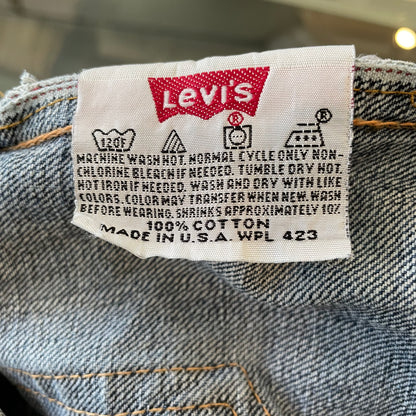 Levi's
120F
®
®
MACHINE WASH HOT. NORMAL CYCLE ONLY NON-
CHLORINE BLEACH IF NEEDED. TUMBLE DRY HOT.
HOT IRON IF NEEDED. WASH AND DRY WITH LIKE
COLORS. COLOR MAY TRANSFER WHEN NEW. WASH
BEFORE WEARING. SHRINKS APPROXIMATELY 10%
100% COTTON
MADE IN U.S.A. WPL 423